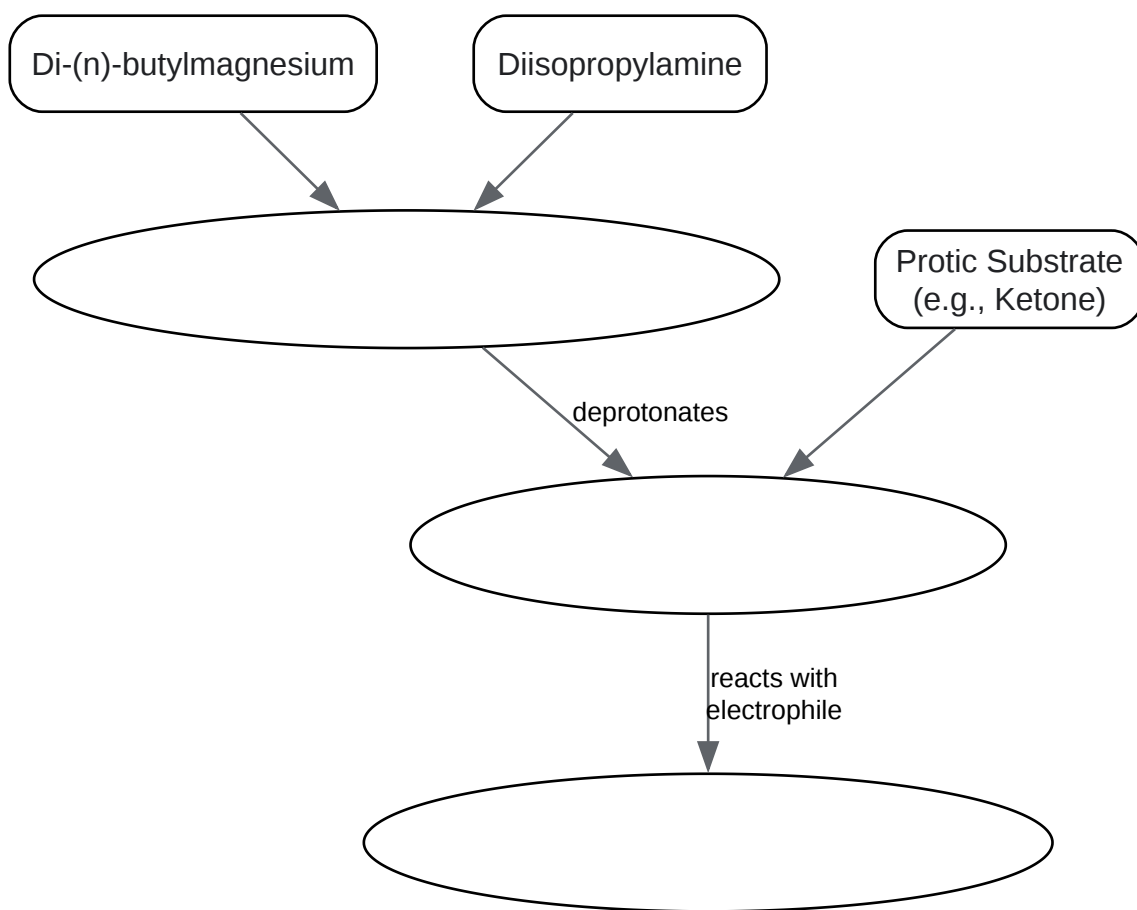 Di-(n)-butylmagnesium
Diisopropylamine
Protic Substrate
(e.g., Ketone)
deprotonates
reacts with
electrophile